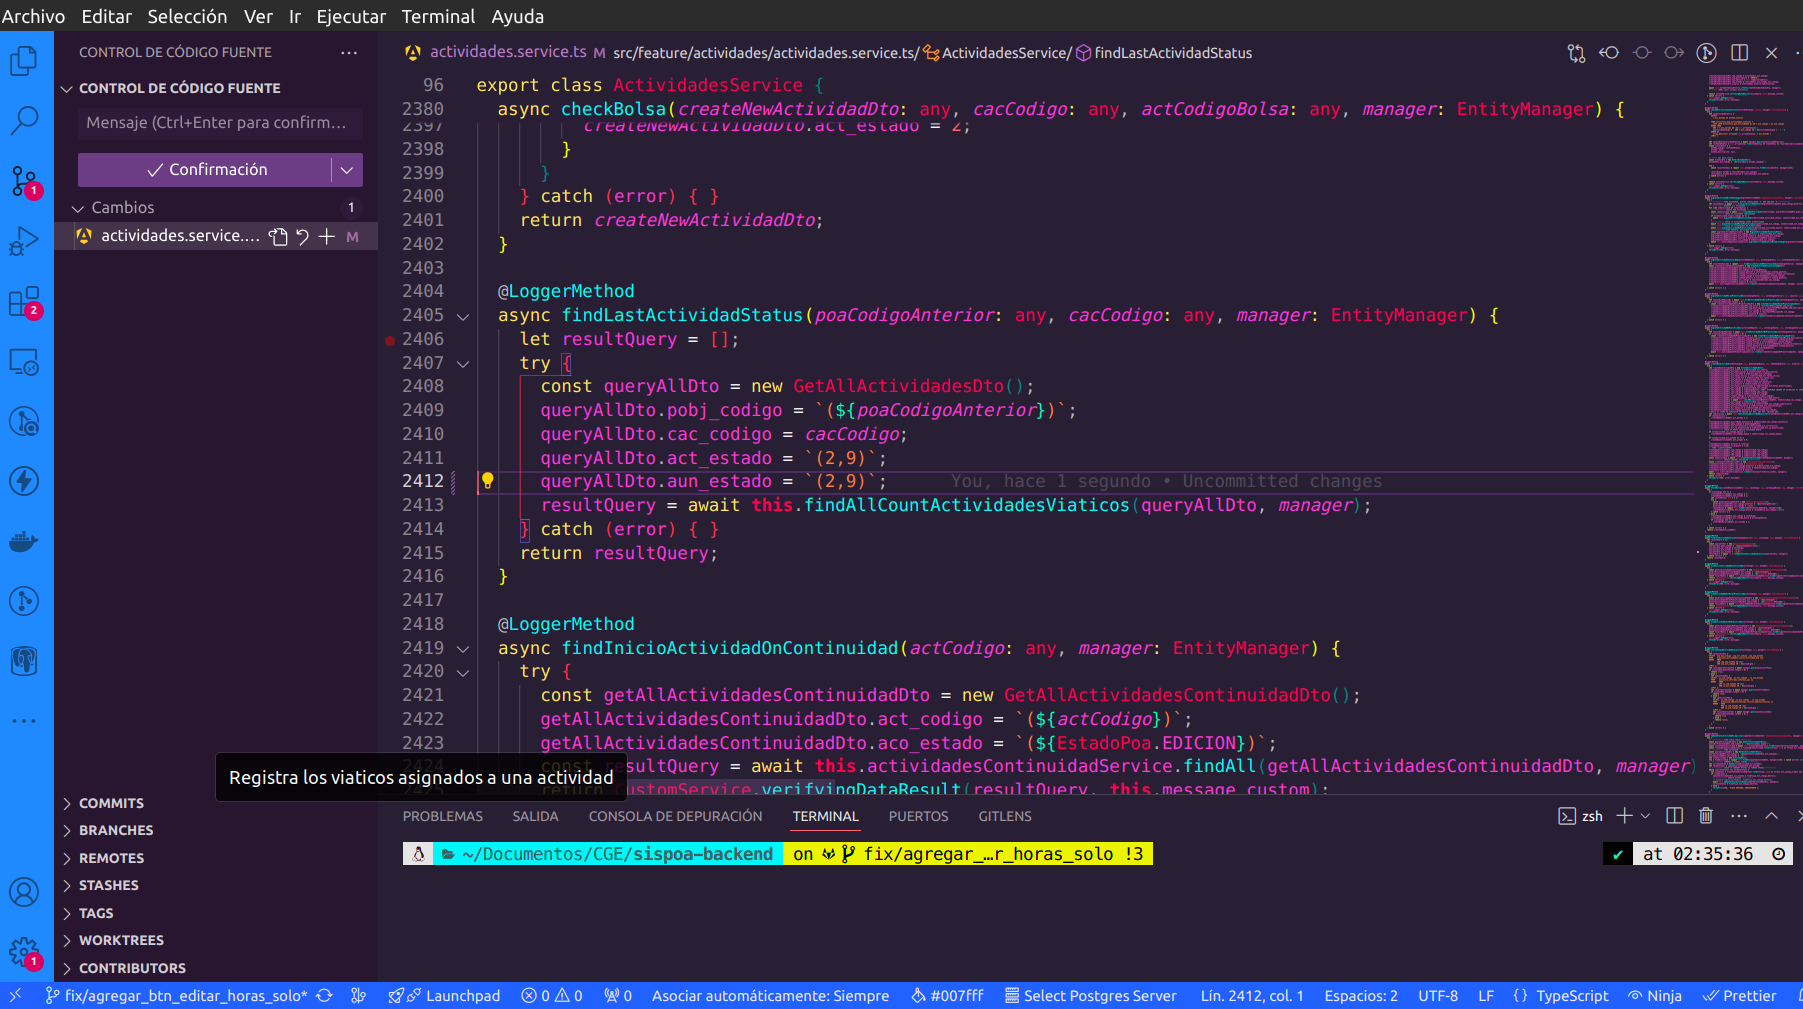 Archivo Editar Selección Ver Ir Ejecutar Terminal Ayuda
CONTROL DE CÓDIGO FUENTE
CONTROL DE CÓDIGO FUENTE
Mensaje (Ctrl+Enter para confirm...
Confirmación
Cambios 1
actividades.service.... M
1
2
1
COMMITS
BRANCHES
REMOTES
STASHES
TAGS
WORKTREES
CONTRIBUTORS
actividades.service.ts M src/feature/actividades/actividades.service.ts/ ActividadesService/ findLastActividadStatus
96 export class ActividadesService {
2380 async checkBolsa(createNewActividadDto: any, cacCodigo: any, actCodigoBolsa: any, manager: EntityManager) {
2397 createNewActividadDto.act_estado = 2;
2398 }
2399 }
2400 } catch (error) { }
2401 return createNewActividadDto;
2402 }
2403
2404 @LoggerMethod
2405 async findLastActividadStatus(poaCodigoAnterior: any, cacCodigo: any, manager: EntityManager) {
2406 let resultQuery = [];
2407 try {
2408 const queryAllDto = new GetAllActividadesDto();
2409 queryAllDto.pobj_codigo = `(${poaCodigoAnterior})`;
2410 queryAllDto.cac_codigo = cacCodigo;
2411 queryAllDto.act_estado = `(2,9)`;
2412 queryAllDto.aun_estado = `(2,9)`; You, hace 1 segundo • Uncommitted changes
2413 resultQuery = await this.findAllCountActividadesViaticos(queryAllDto, manager);
2414 } catch (error) { }
2415 return resultQuery;
2416 }
2417
2418 @LoggerMethod
2419 async findInicioActividadOnContinuidad(actCodigo: any, manager: EntityManager) {
2420 try {
2421 const getAllActividadesContinuidadDto = new GetAllActividadesContinuidadDto();
2422 getAllActividadesContinuidadDto.act_codigo = `(${actCodigo})`;
2423 getAllActividadesContinuidadDto.aco_estado = `(${EstadoPoa.EDICION})`;
2424 const resultQuery = await this.actividadesContinuidadService.findAll(getAllActividadesContinuidadDto, manager)
2425 return customService.verifyingDataResult(resultQuery, this.message_custom);
Registra los viaticos asignados a una actividad
PROBLEMAS SALIDA CONSOLA DE DEPURACIÓN TERMINAL PUERTOS GITLENS
zsh
~/Documentos/CGE/sispoa-backend on fix/agregar_…r_horas_solo !3
✔ at 02:35:36
fix/agregar_btn_editar_horas_solo* Launchpad 0 0 0 Asociar automáticamente: Siempre #007fff Select Postgres Server Lín. 2412, col. 1 Espacios: 2 UTF-8 LF {} TypeScript Ninja Prettier